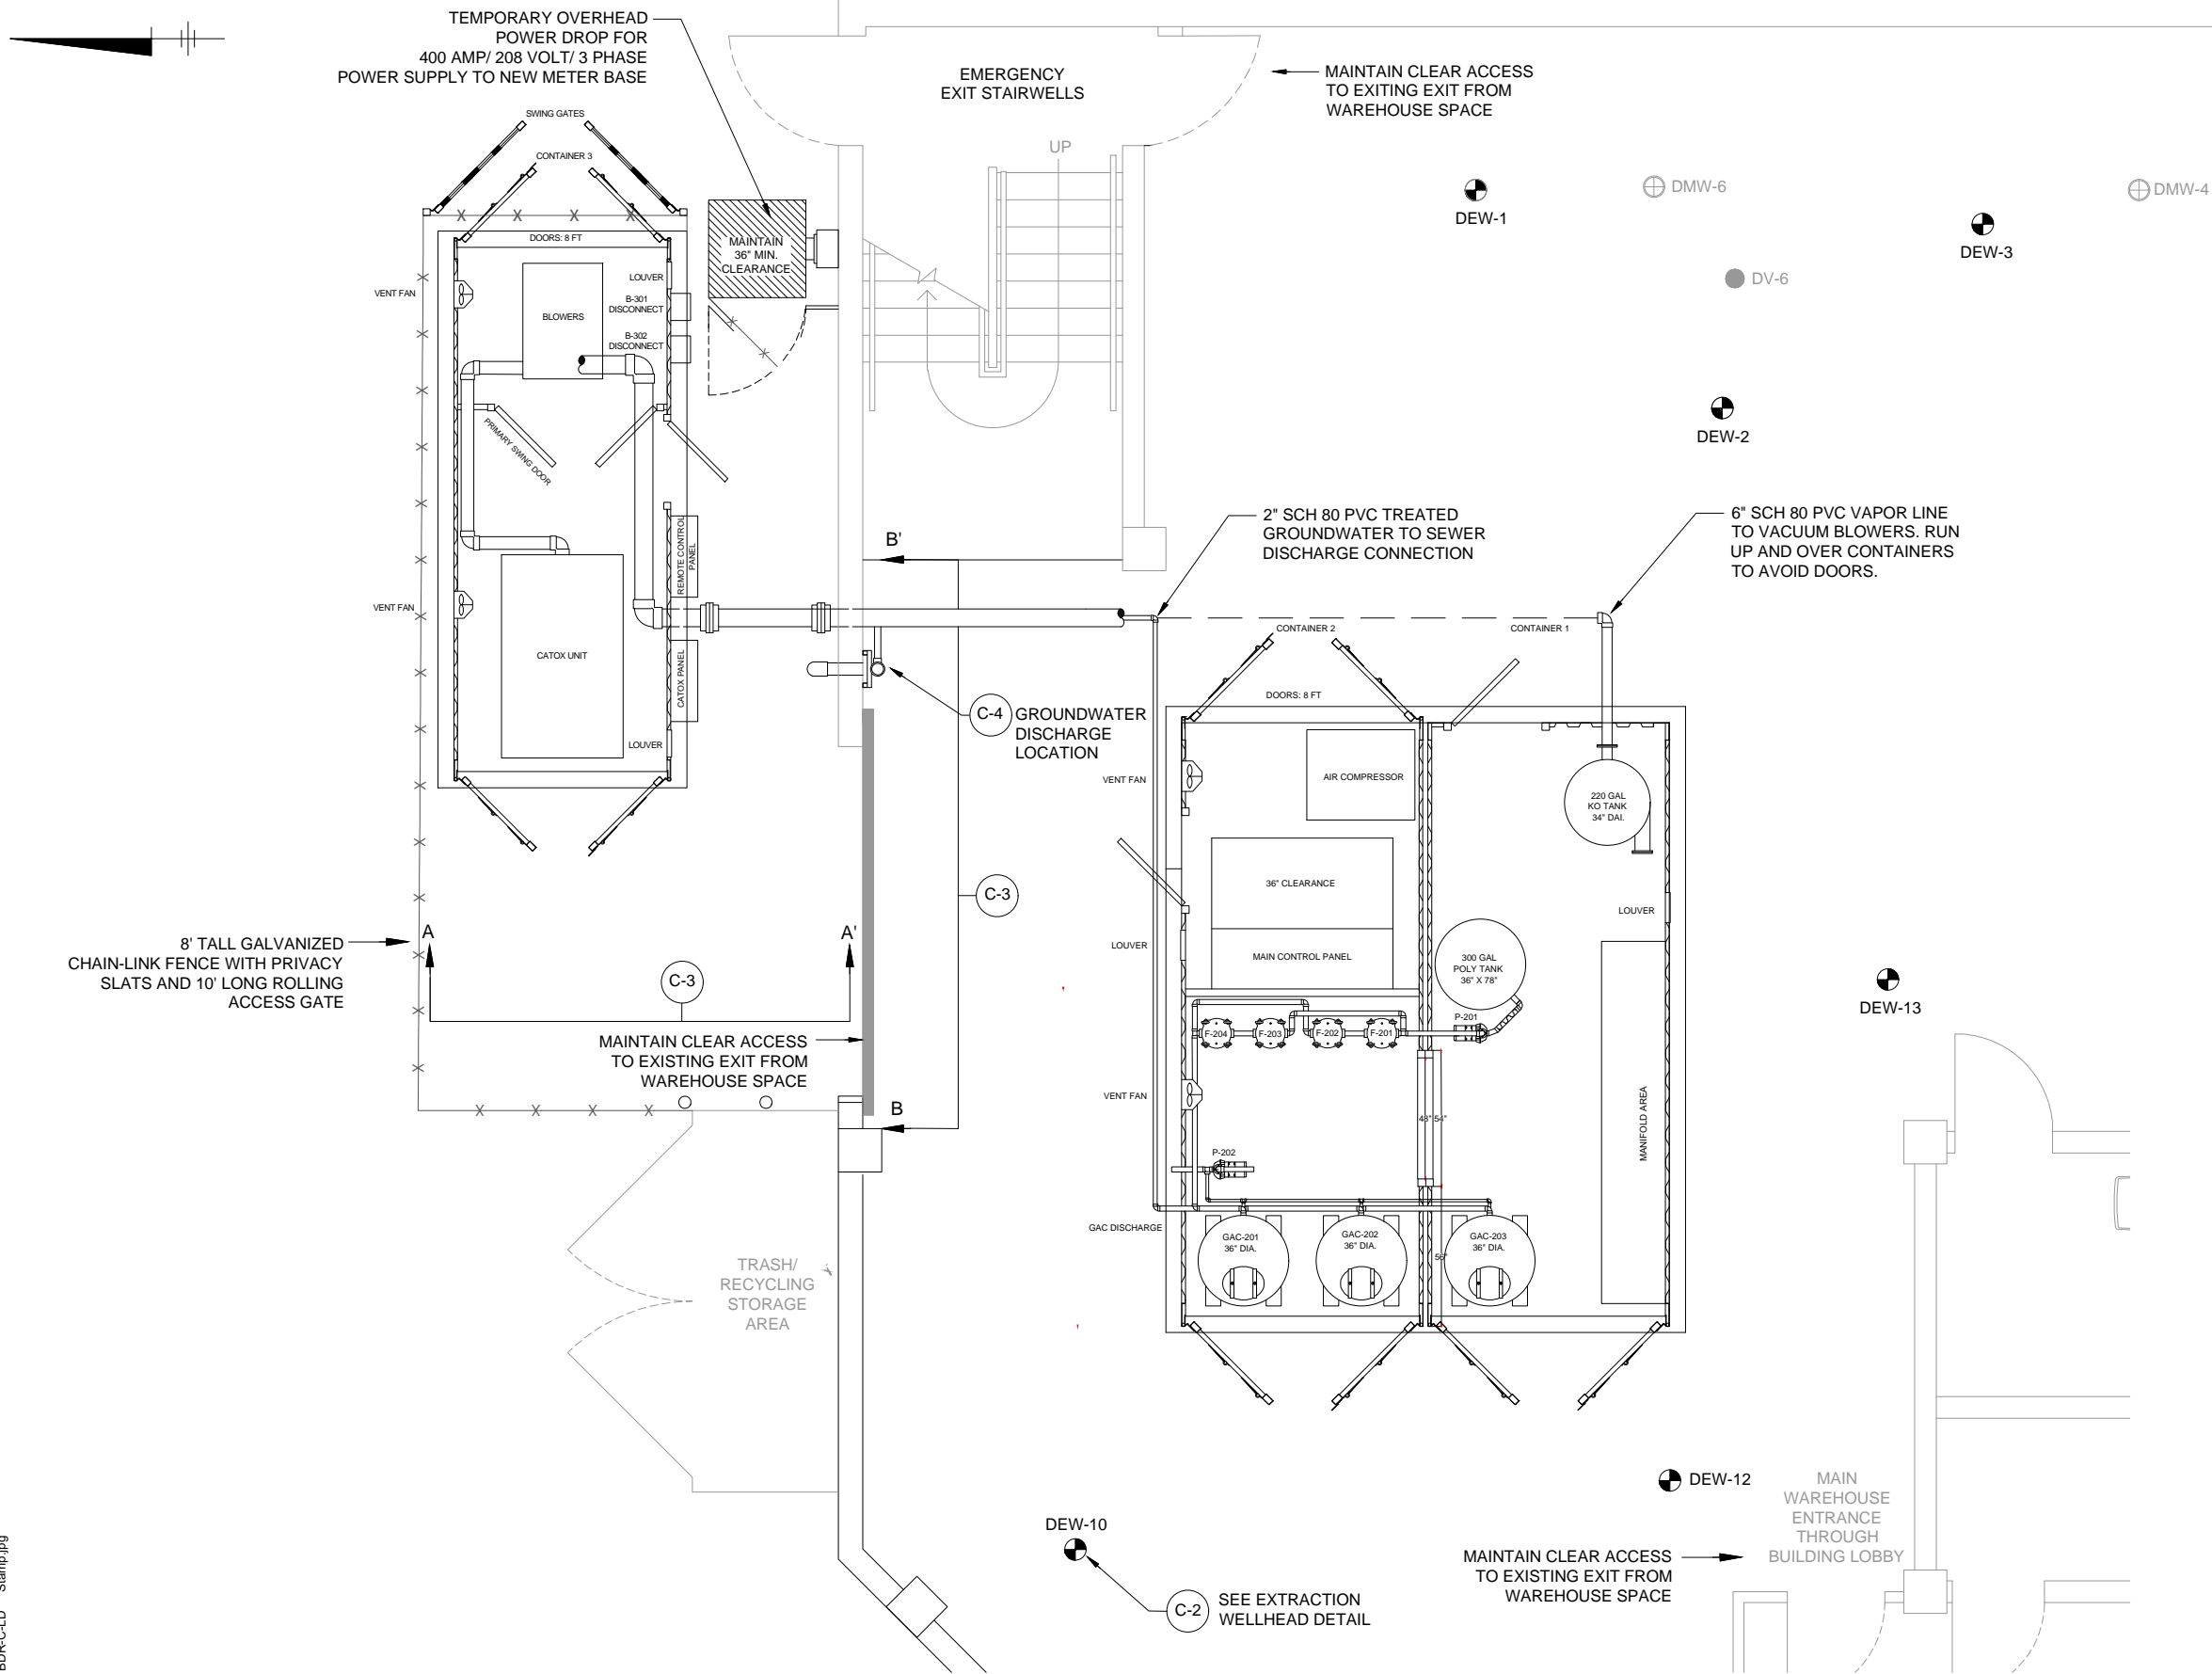 TEMPORARY OVERHEAD
POWER DROP FOR
400 AMP/ 208 VOLT/ 3 PHASE
POWER SUPPLY TO NEW METER BASE
EMERGENCY
EXIT STAIRWELLS
MAINTAIN CLEAR ACCESS
TO EXITING EXIT FROM
WAREHOUSE SPACE
SWING GATES
CONTAINER 3
UP
DEW-1
DMW-6
DMW-4
DEW-3
DV-6
DEW-2
X X X X
DOORS: 8 FT
MAINTAIN
36" MIN.
CLEARANCE
LOUVER
VENT FAN
B-301
DISCONNECT
BLOWERS
B-302
DISCONNECT
PRIMARY SWING DOOR
REMOTE CONTROL
PANEL
VENT FAN
CATOX UNIT
CATOX PANEL
LOUVER
B'
2" SCH 80 PVC TREATED
GROUNDWATER TO SEWER
DISCHARGE CONNECTION
6" SCH 80 PVC VAPOR LINE
TO VACUUM BLOWERS. RUN
UP AND OVER CONTAINERS
TO AVOID DOORS.
CONTAINER 2
CONTAINER 1
C-4
GROUNDWATER
DISCHARGE
LOCATION
DOORS: 8 FT
VENT FAN
AIR COMPRESSOR
220 GAL
KO TANK
34" DAI.
36" CLEARANCE
C-3
LOUVER
LOUVER
MAIN CONTROL PANEL
300 GAL
POLY TANK
36" X 78"
8' TALL GALVANIZED
CHAIN-LINK FENCE WITH PRIVACY
SLATS AND 10' LONG ROLLING
ACCESS GATE
A
A'
C-3
DEW-13
F-204
F-203
F-202
F-201
P-201
MAINTAIN CLEAR ACCESS
TO EXISTING EXIT FROM
WAREHOUSE SPACE
VENT FAN
48" 54"
MANIFOLD AREA
X X X X
B
P-202
GAC DISCHARGE
GAC-201
36" DIA.
GAC-202
36" DIA.
GAC-203
36" DIA.
56"
TRASH/
RECYCLING
STORAGE
AREA
DEW-12
MAIN
WAREHOUSE
ENTRANCE
THROUGH
BUILDING LOBBY
DEW-10
MAINTAIN CLEAR ACCESS
TO EXISTING EXIT FROM
WAREHOUSE SPACE
C-2
SEE EXTRACTION
WELLHEAD DETAIL
BDR-C-LD Stamp.jpg